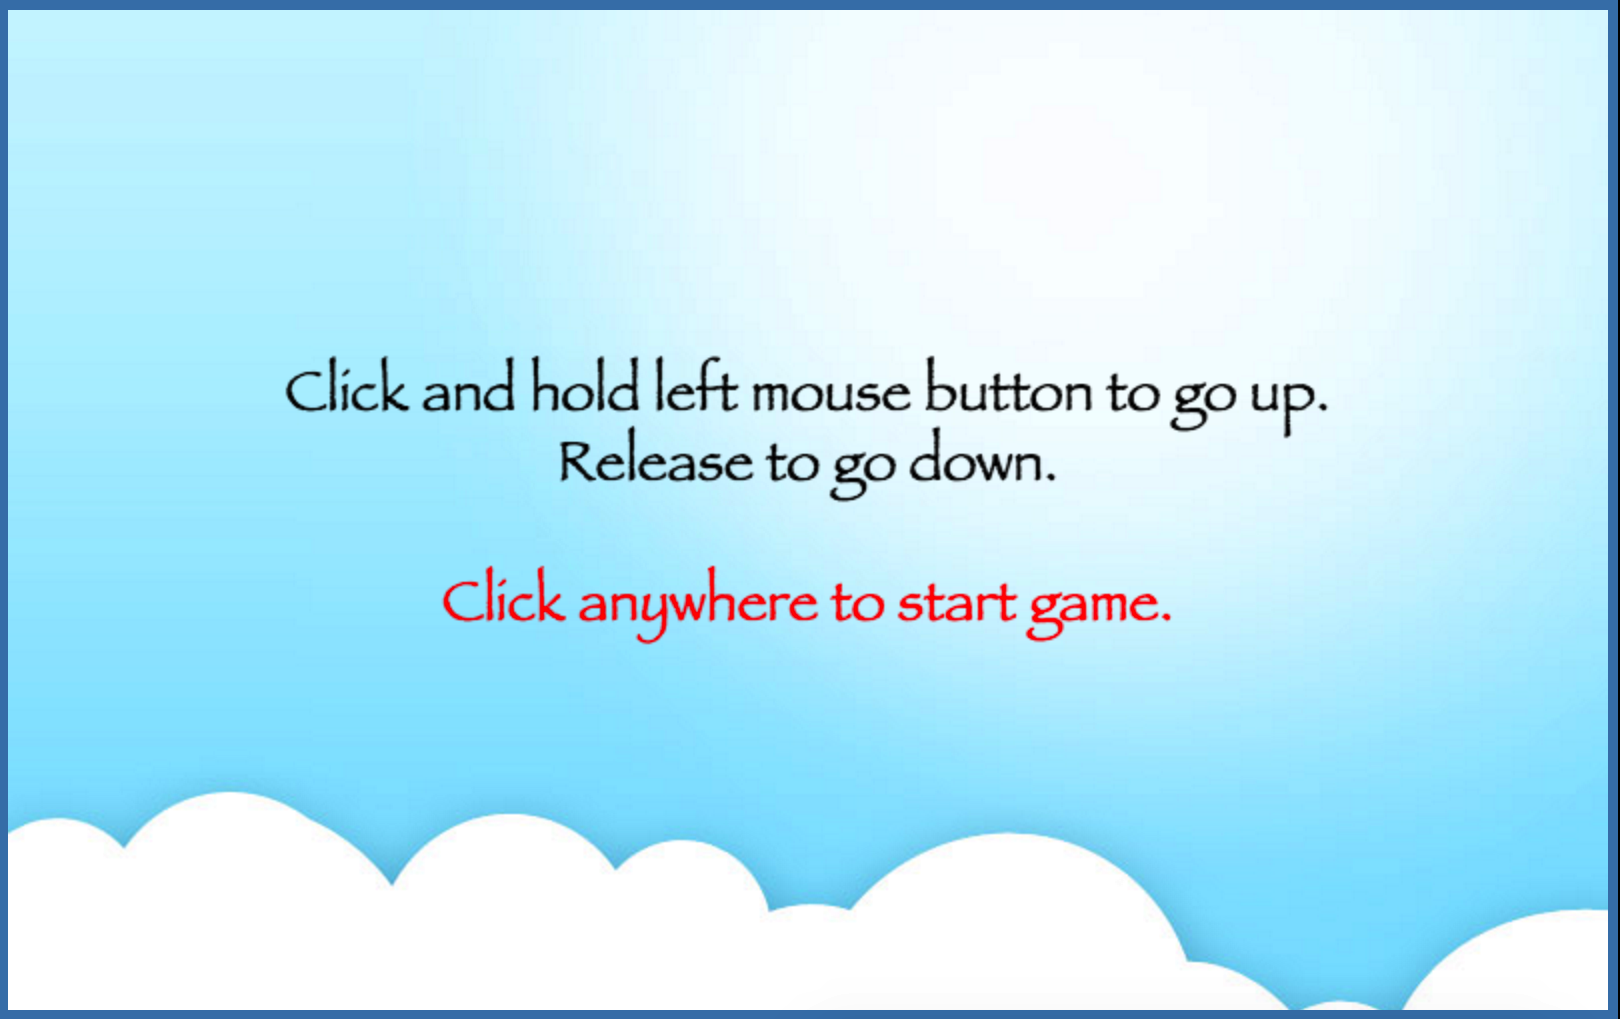 Click and hold left mouse button to go up.
Release to go down.
Click anywhere to start game.